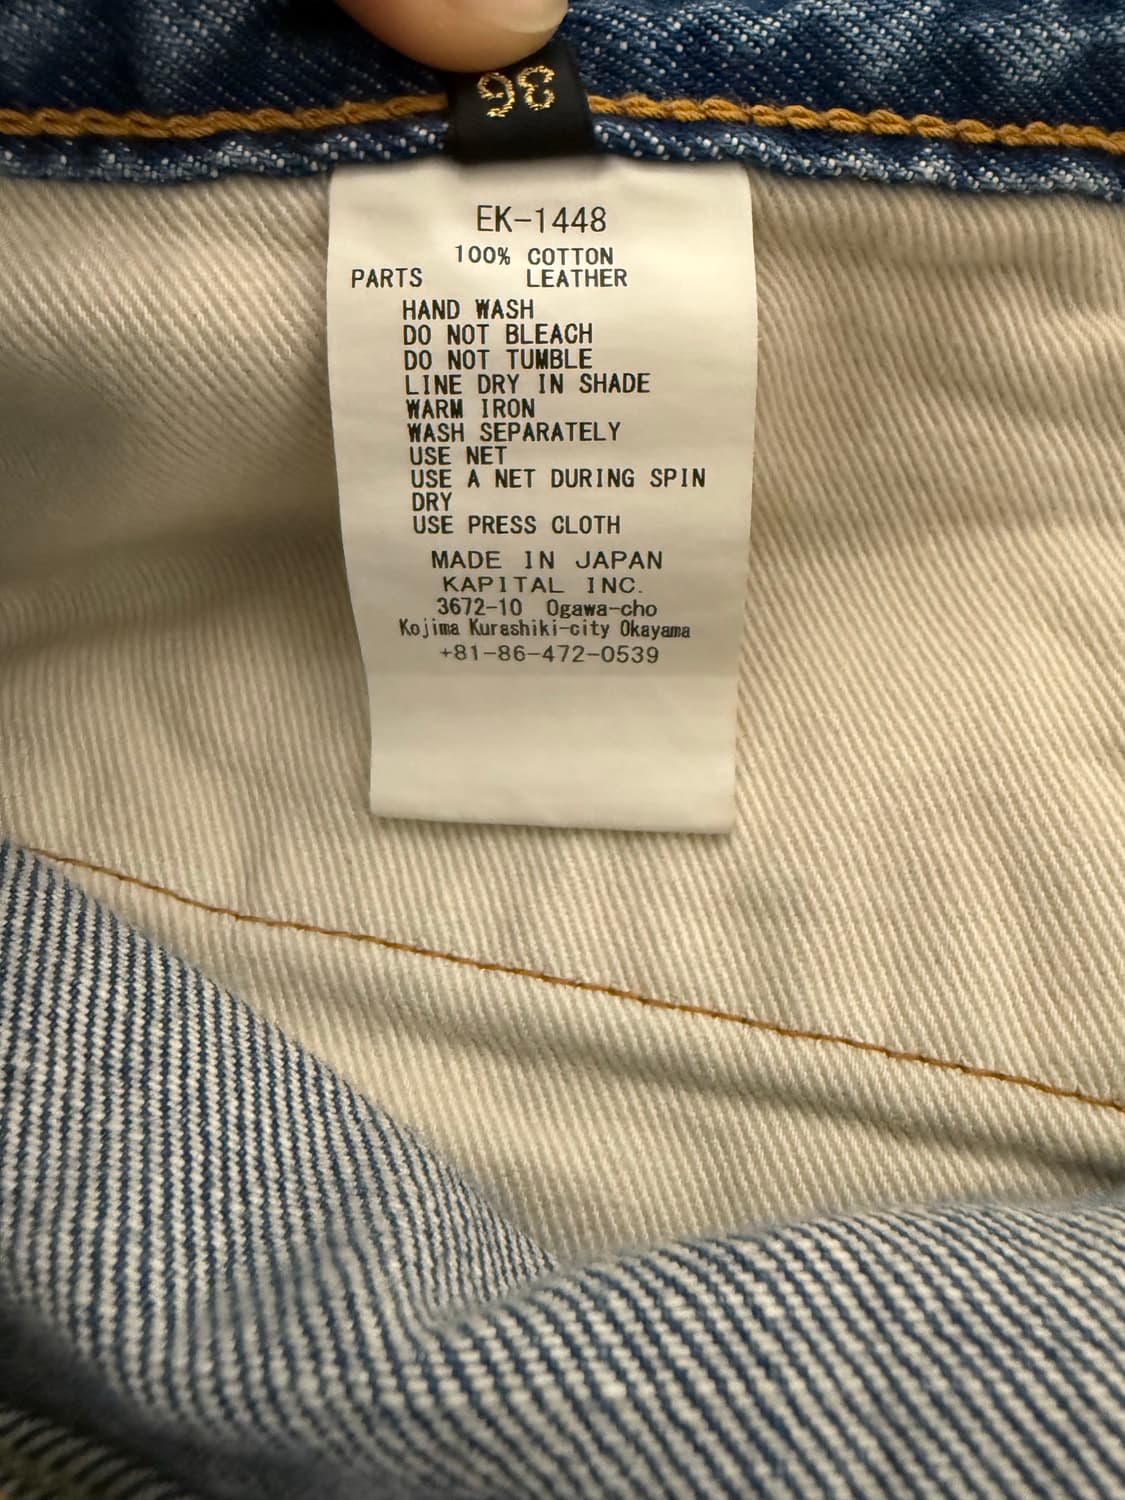 36
EK-1448
100% COTTON
PARTS LEATHER
HAND WASH
DO NOT BLEACH
DO NOT TUMBLE
LINE DRY IN SHADE
WARM IRON
WASH SEPARATELY
USE NET
USE A NET DURING SPIN
DRY
USE PRESS CLOTH
MADE IN JAPAN
KAPITAL INC.
3672-10 Ogawa-cho
Kojima Kurashiki-city Okayama
+81-86-472-0539